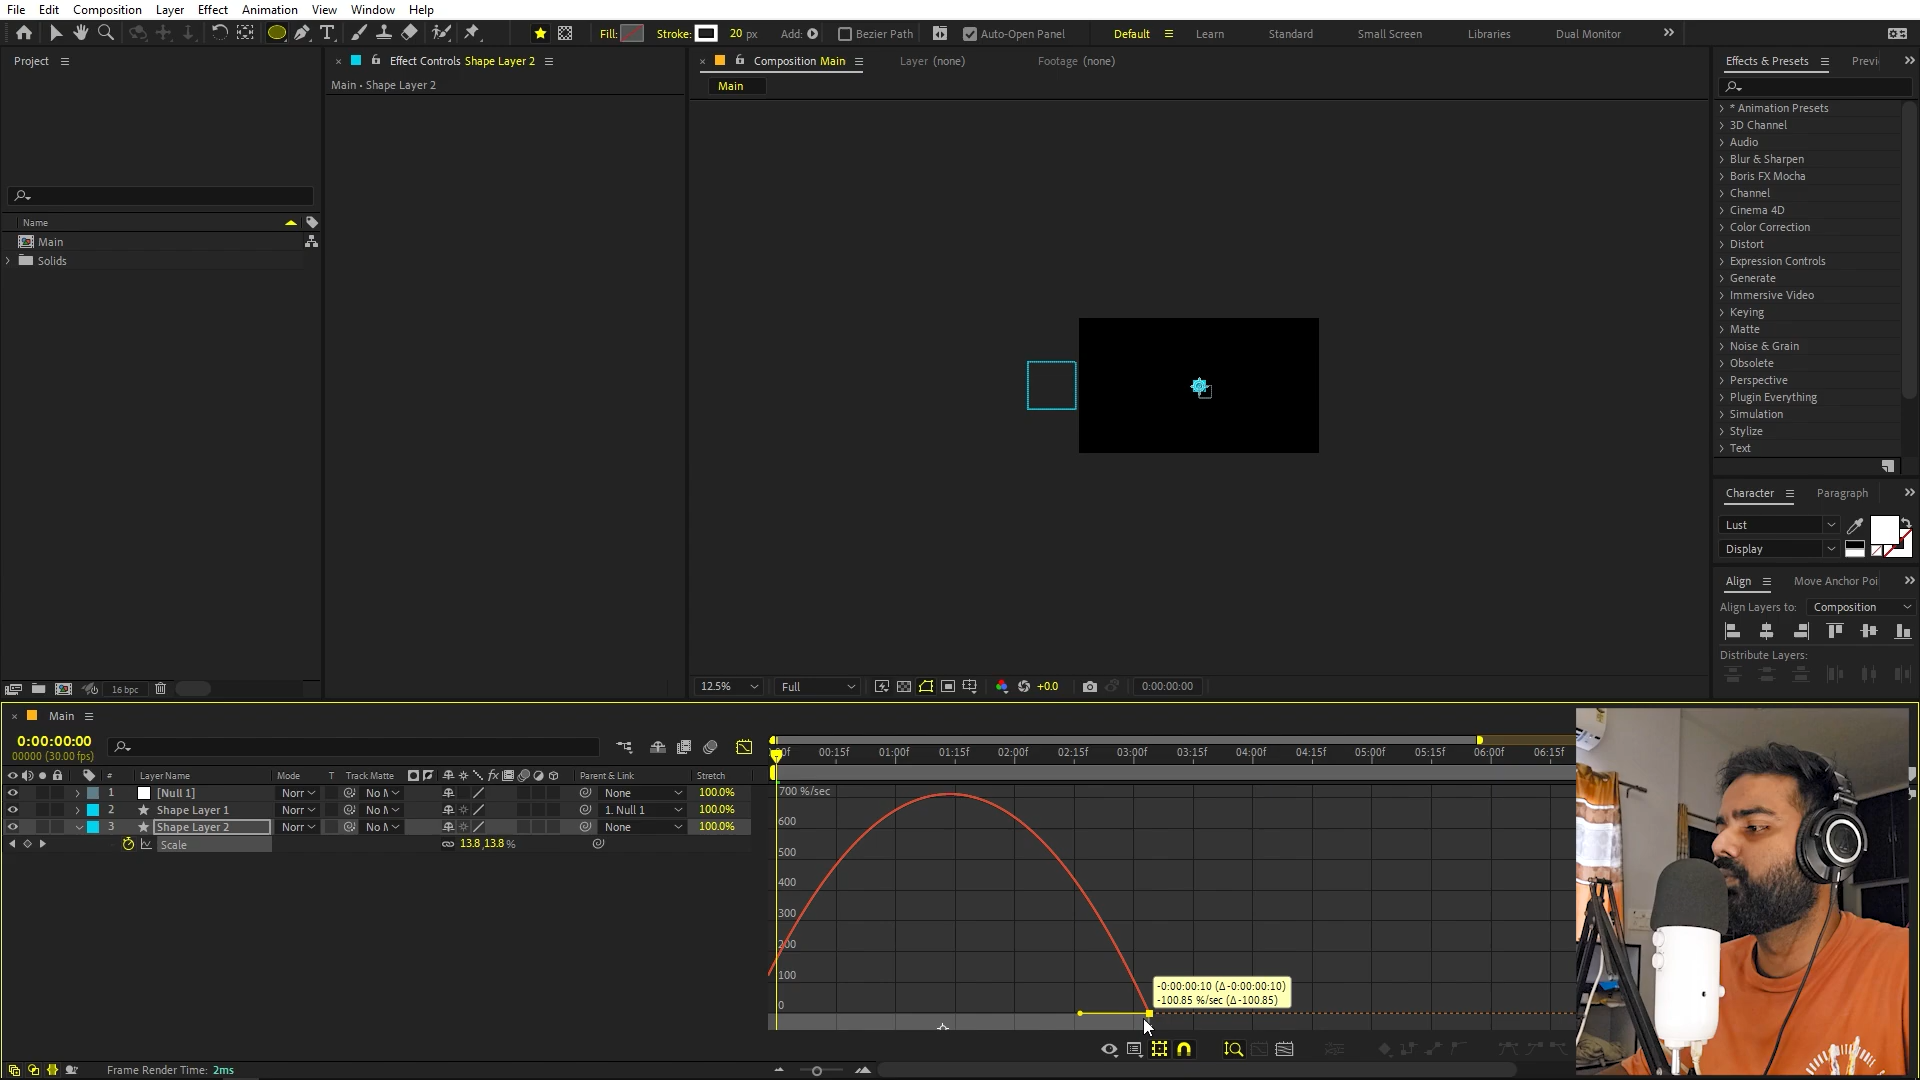 File Edit Composition Layer Effect Animation View Window Help
Fill: Stroke: 20 px Add: Bezier Path Auto-Open Panel Default Learn Standard Small Screen Libraries Dual Monitor
Project
Effect Controls Shape Layer 2
Main • Shape Layer 2
Composition Main
Layer (none)
Footage (none)
Main
Effects & Presets
Previ
* Animation Presets
3D Channel
Audio
Blur & Sharpen
Boris FX Mocha
Channel
Cinema 4D
Color Correction
Distort
Expression Controls
Generate
Immersive Video
Keying
Matte
Noise & Grain
Obsolete
Perspective
Plugin Everything
Simulation
Stylize
Text
Name
Main
Solids
16 bpc
12.5% Full +0.0 0:00:00:00
Character Paragraph
Lust
Display
Align Move Anchor Poi
Align Layers to: Composition
Distribute Layers:
Main
0:00:00:00
00000 (30.00 fps)
# Layer Name Mode T Track Matte Parent & Link Stretch
1 [Null 1] Norr No M None 100.0%
2 Shape Layer 1 Norr No M 1. Null 1 100.0%
3 Shape Layer 2 Norr No M None 100.0%
Scale 13.8,13.8 %
00f 00:15f 01:00f 01:15f 02:00f 02:15f 03:00f 03:15f 04:00f 04:15f 05:00f 05:15f 06:00f 06:15f
700 %/sec
600
500
400
300
200
100
0
-0:00:00:10 (Δ-0:00:00:10)
-100.85 %/sec (Δ-100.85)
Frame Render Time: 2ms